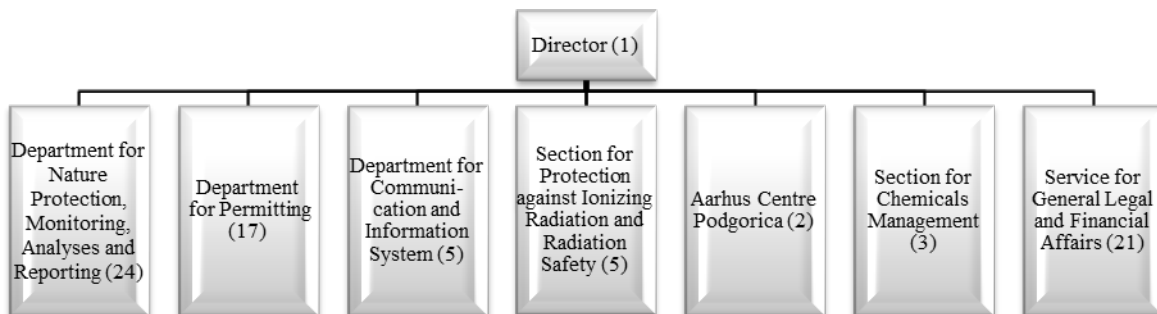 Director (1)
Department for
Nature
Protection,
Monitoring,
Analyses and
Reporting (24)
Department
for Permitting
(17)
Department for
Communi-
cation and
Information
System (5)
Section for
Protection
against Ionizing
Radiation and
Radiation
Safety (5)
Aarhus Centre
Podgorica (2)
Section for
Chemicals
Management
(3)
Service for
General Legal
and Financial
Affairs (21)